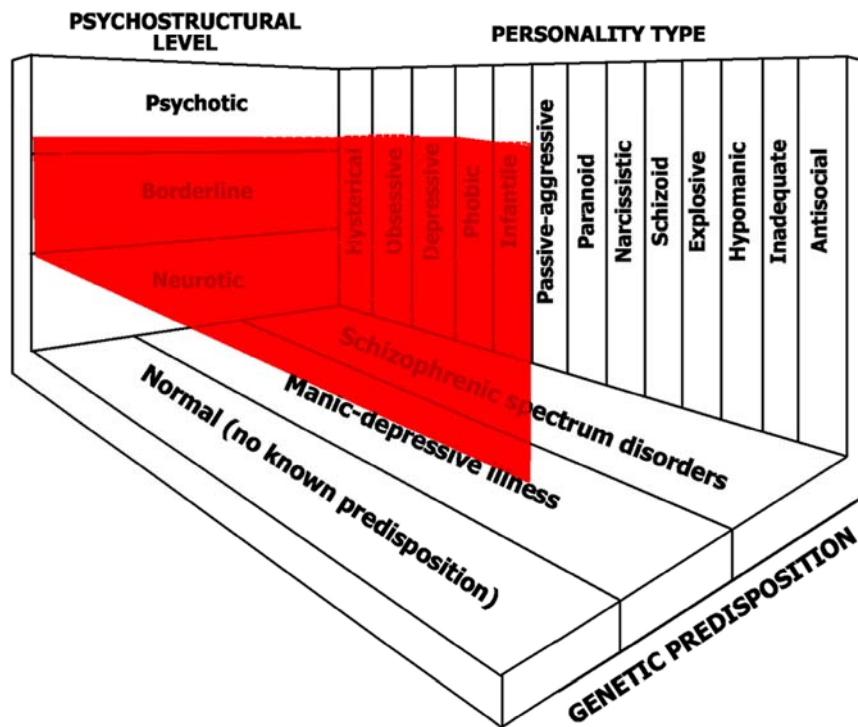 PSYCHOSTRUCTURAL
LEVEL
PERSONALITY TYPE
Psychotic
Borderline
Neurotic
Hysterical
Obsessive
Depressive
Phobic
Infantile
Passive-aggressive
Paranoid
Narcissistic
Schizoid
Explosive
Hypomanic
Inadequate
Antisocial
Schizophrenic spectrum disorders
Manic-depressive illness
Normal (no known predisposition)
GENETIC PREDISPOSITION